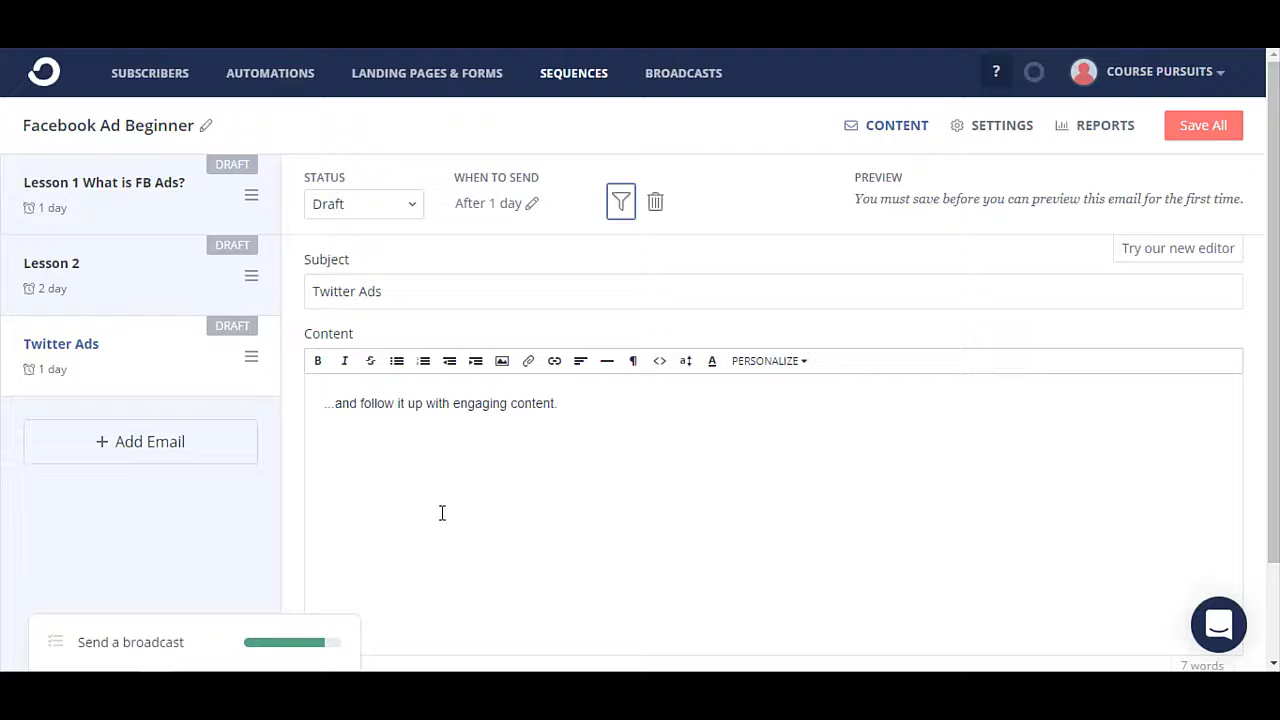 SUBSCRIBERS AUTOMATIONS LANDING PAGES & FORMS SEQUENCES BROADCASTS ? COURSE PURSUITS
Facebook Ad Beginner CONTENT SETTINGS REPORTS Save All
DRAFT
Lesson 1 What is FB Ads?
1 day
DRAFT
Lesson 2
2 day
DRAFT
Twitter Ads
1 day
+ Add Email
Send a broadcast
STATUS WHEN TO SEND PREVIEW
Draft After 1 day You must save before you can preview this email for the first time.
Try our new editor
Subject
Twitter Ads
Content
B I S A PERSONALIZE
...and follow it up with engaging content.
7 words